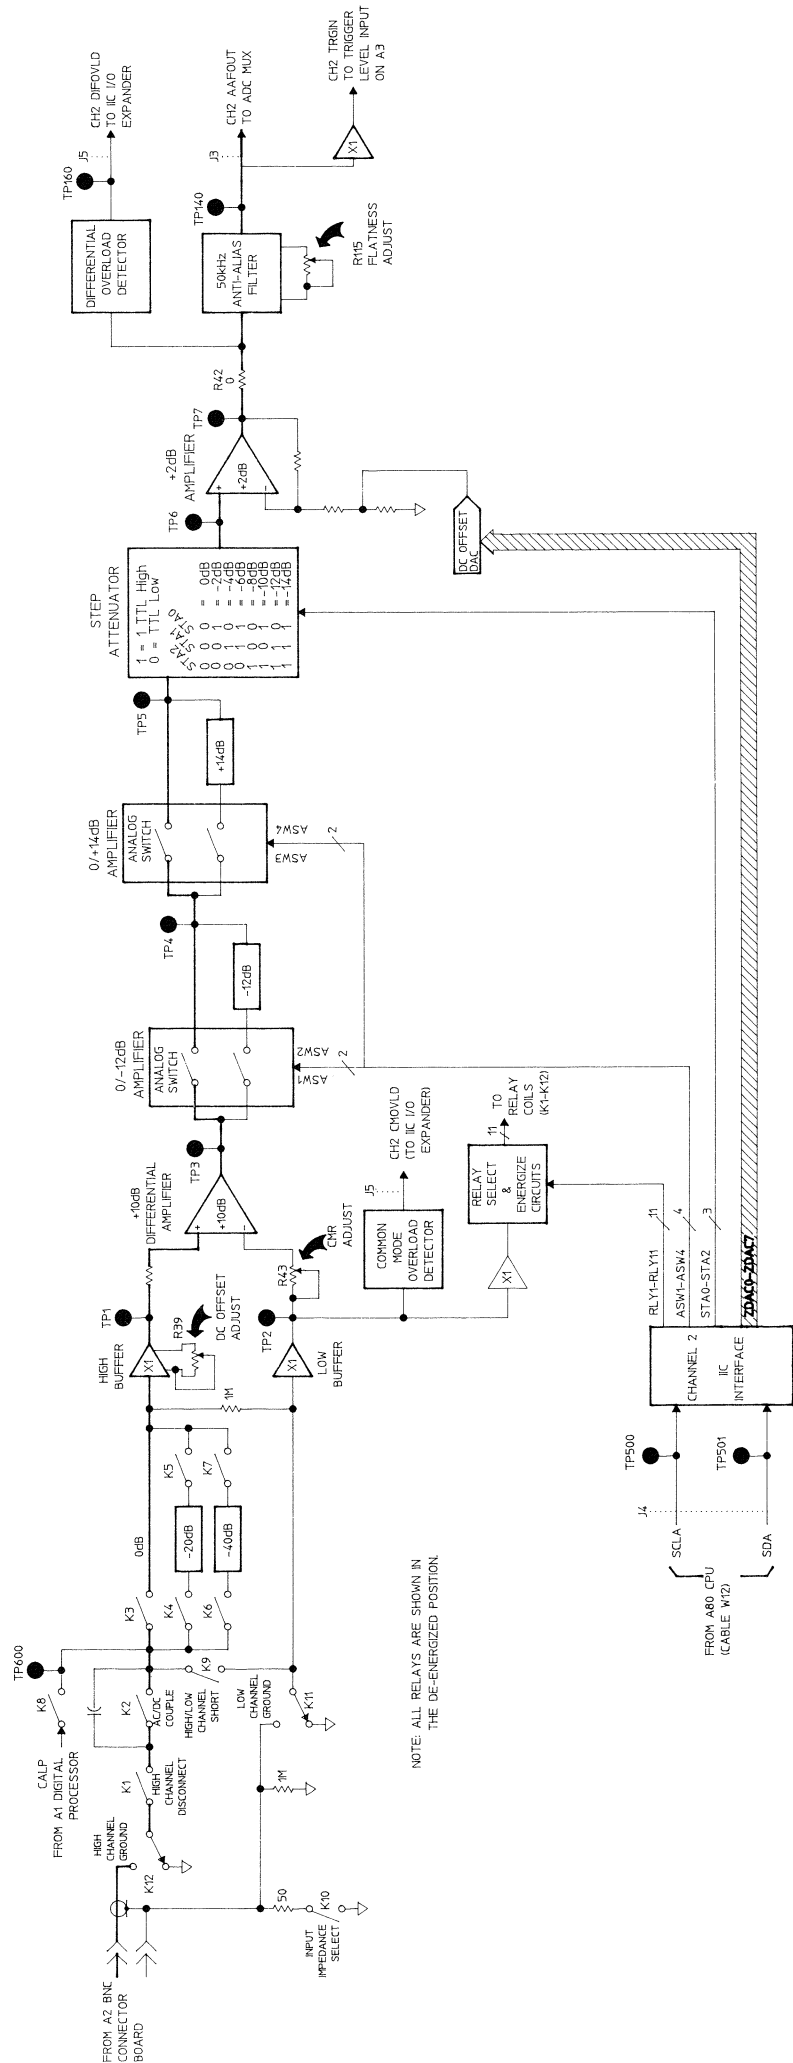 FROM A2 BNC
CONNECTOR
BOARD
HIGH
CHANNEL
GROUND
K12
50
K10
INPUT
IMPEDANCE
SELECT
CALP
FROM A1 DIGITAL
PROCESSOR
K8
TP600
K1
HIGH
CHANNEL
DISCONNECT
K2
AC/DC
COUPLE
HIGH/LOW
CHANNEL
SHORT
K9
LOW
CHANNEL
GROUND
K11
1M
K3
0dB
K4
-20dB
K5
K6
-40dB
K7
1M
HIGH
BUFFER
X1
TP1
R39
DC OFFSET
ADJUST
LOW
BUFFER
X1
TP2
+10dB
DIFFERENTIAL
AMPLIFIER
+
+10dB
-
R43
CMR
ADJUST
TP3
COMMON
MODE
OVERLOAD
DETECTOR
J5
CH2 CMOVLD
(TO IIC I/O
EXPANDER)
X1
RELAY
SELECT
&
ENERGIZE
CIRCUITS
11
TO
RELAY
COILS
(K1-K12)
0/-12dB
AMPLIFIER
ANALOG
SWITCH
ASW1
ASW2
2
-12dB
TP4
0/+14dB
AMPLIFIER
ANALOG
SWITCH
ASW3
ASW4
2
+14dB
TP5
STEP
ATTENUATOR
1 = 1 TTL High
0 = TTL Low
STA2 STA1 STA0
0 0 0 = 0dB
0 0 1 =-2dB
0 1 0 =-4dB
0 1 1 =-6dB
1 0 0 =-8dB
1 0 1 =-10dB
1 1 0 =-12dB
1 1 1 =-14dB
TP6
+2dB
AMPLIFIER
+
+2dB
-
TP7
R42
0
DC OFFSET
DAC
DIFFERENTIAL
OVERLOAD
DETECTOR
TP160
J5
CH2 DIFOVLD
TO IIC I/O
EXPANDER
50kHz
ANTI-ALIAS
FILTER
R115
FLATNESS
ADJUST
TP140
J3
CH2 AAFOUT
TO ADC MUX
X1
CH2 TRGIN
TO TRIGGER
LEVEL INPUT
ON A3
NOTE: ALL RELAYS ARE SHOWN IN
THE DE-ENERGIZED POSITION.
FROM A80 CPU
(CABLE W12)
SCLA
SDA
J4
TP500
TP501
CHANNEL 2
IIC
INTERFACE
RLY1-RLY11
11
ASW1-ASW4
4
STA0-STA2
3
ZDAC0-ZDAC7